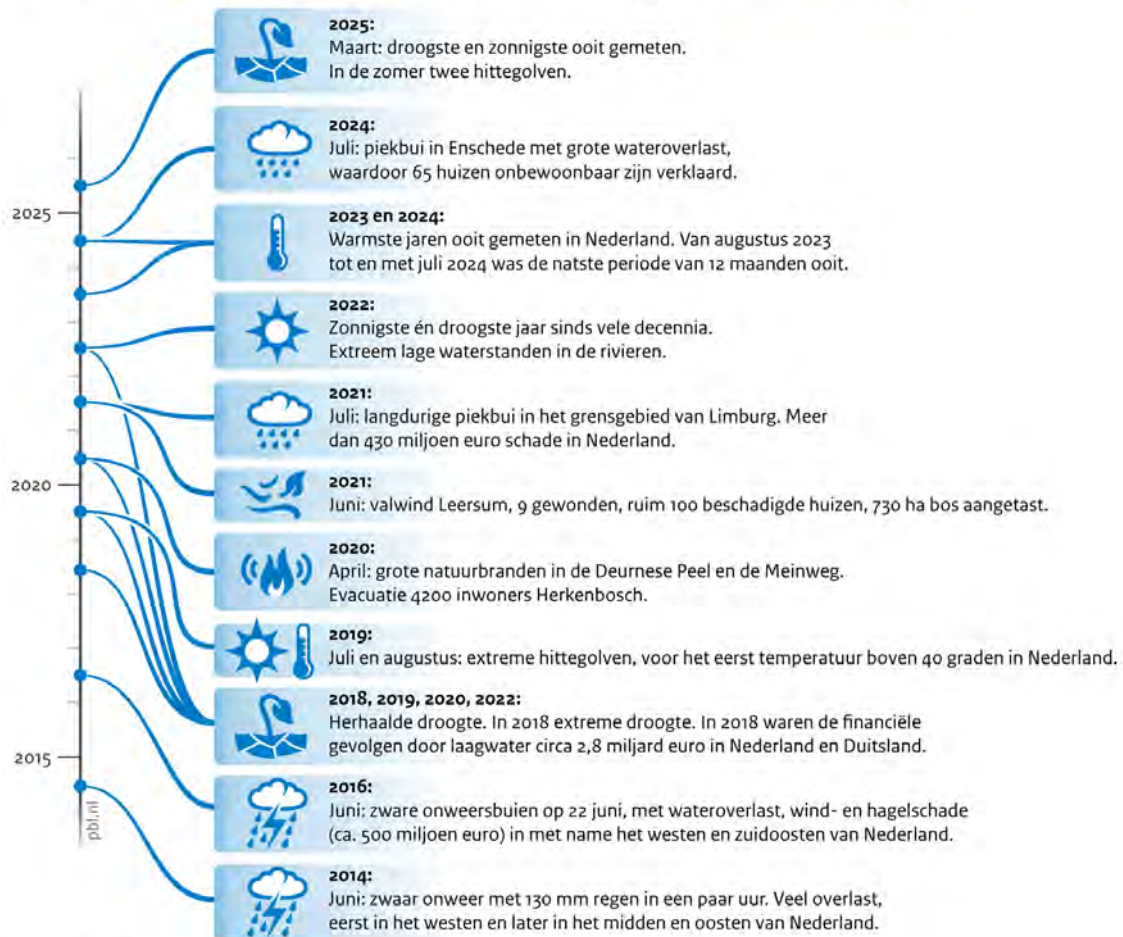 2025:
Maart: droogste en zonnigste ooit gemeten.
In de zomer twee hittegolven.
2024:
Juli: piekbui in Enschede met grote wateroverlast,
waardoor 65 huizen onbewoonbaar zijn verklaard.
2025
2023 en 2024:
Warmste jaren ooit gemeten in Nederland. Van augustus 2023
tot en met juli 2024 was de natste periode van 12 maanden ooit.
2022:
Zonnigste én droogste jaar sinds vele decennia.
Extreem lage waterstanden in de rivieren.
2021:
Juli: langdurige piekbui in het grensgebied van Limburg. Meer
dan 430 miljoen euro schade in Nederland.
2020
2021:
Juni: valwind Leersum, 9 gewonden, ruim 100 beschadigde huizen, 730 ha bos aangetast.
2020:
April: grote natuurbranden in de Deurnese Peel en de Meinweg.
Evacuatie 4200 inwoners Herkenbosch.
2019:
Juli en augustus: extreme hittegolven, voor het eerst temperatuur boven 40 graden in Nederland.
2018, 2019, 2020, 2022:
Herhaalde droogte. In 2018 extreme droogte. In 2018 waren de financiële
gevolgen door laagwater circa 2,8 miljard euro in Nederland en Duitsland.
2015
2016:
Juni: zware onweersbuien op 22 juni, met wateroverlast, wind- en hagelschade
(ca. 500 miljoen euro) in met name het westen en zuidoosten van Nederland.
pbl.nl
2014:
Juni: zwaar onweer met 130 mm regen in een paar uur. Veel overlast,
eerst in het westen en later in het midden en oosten van Nederland.